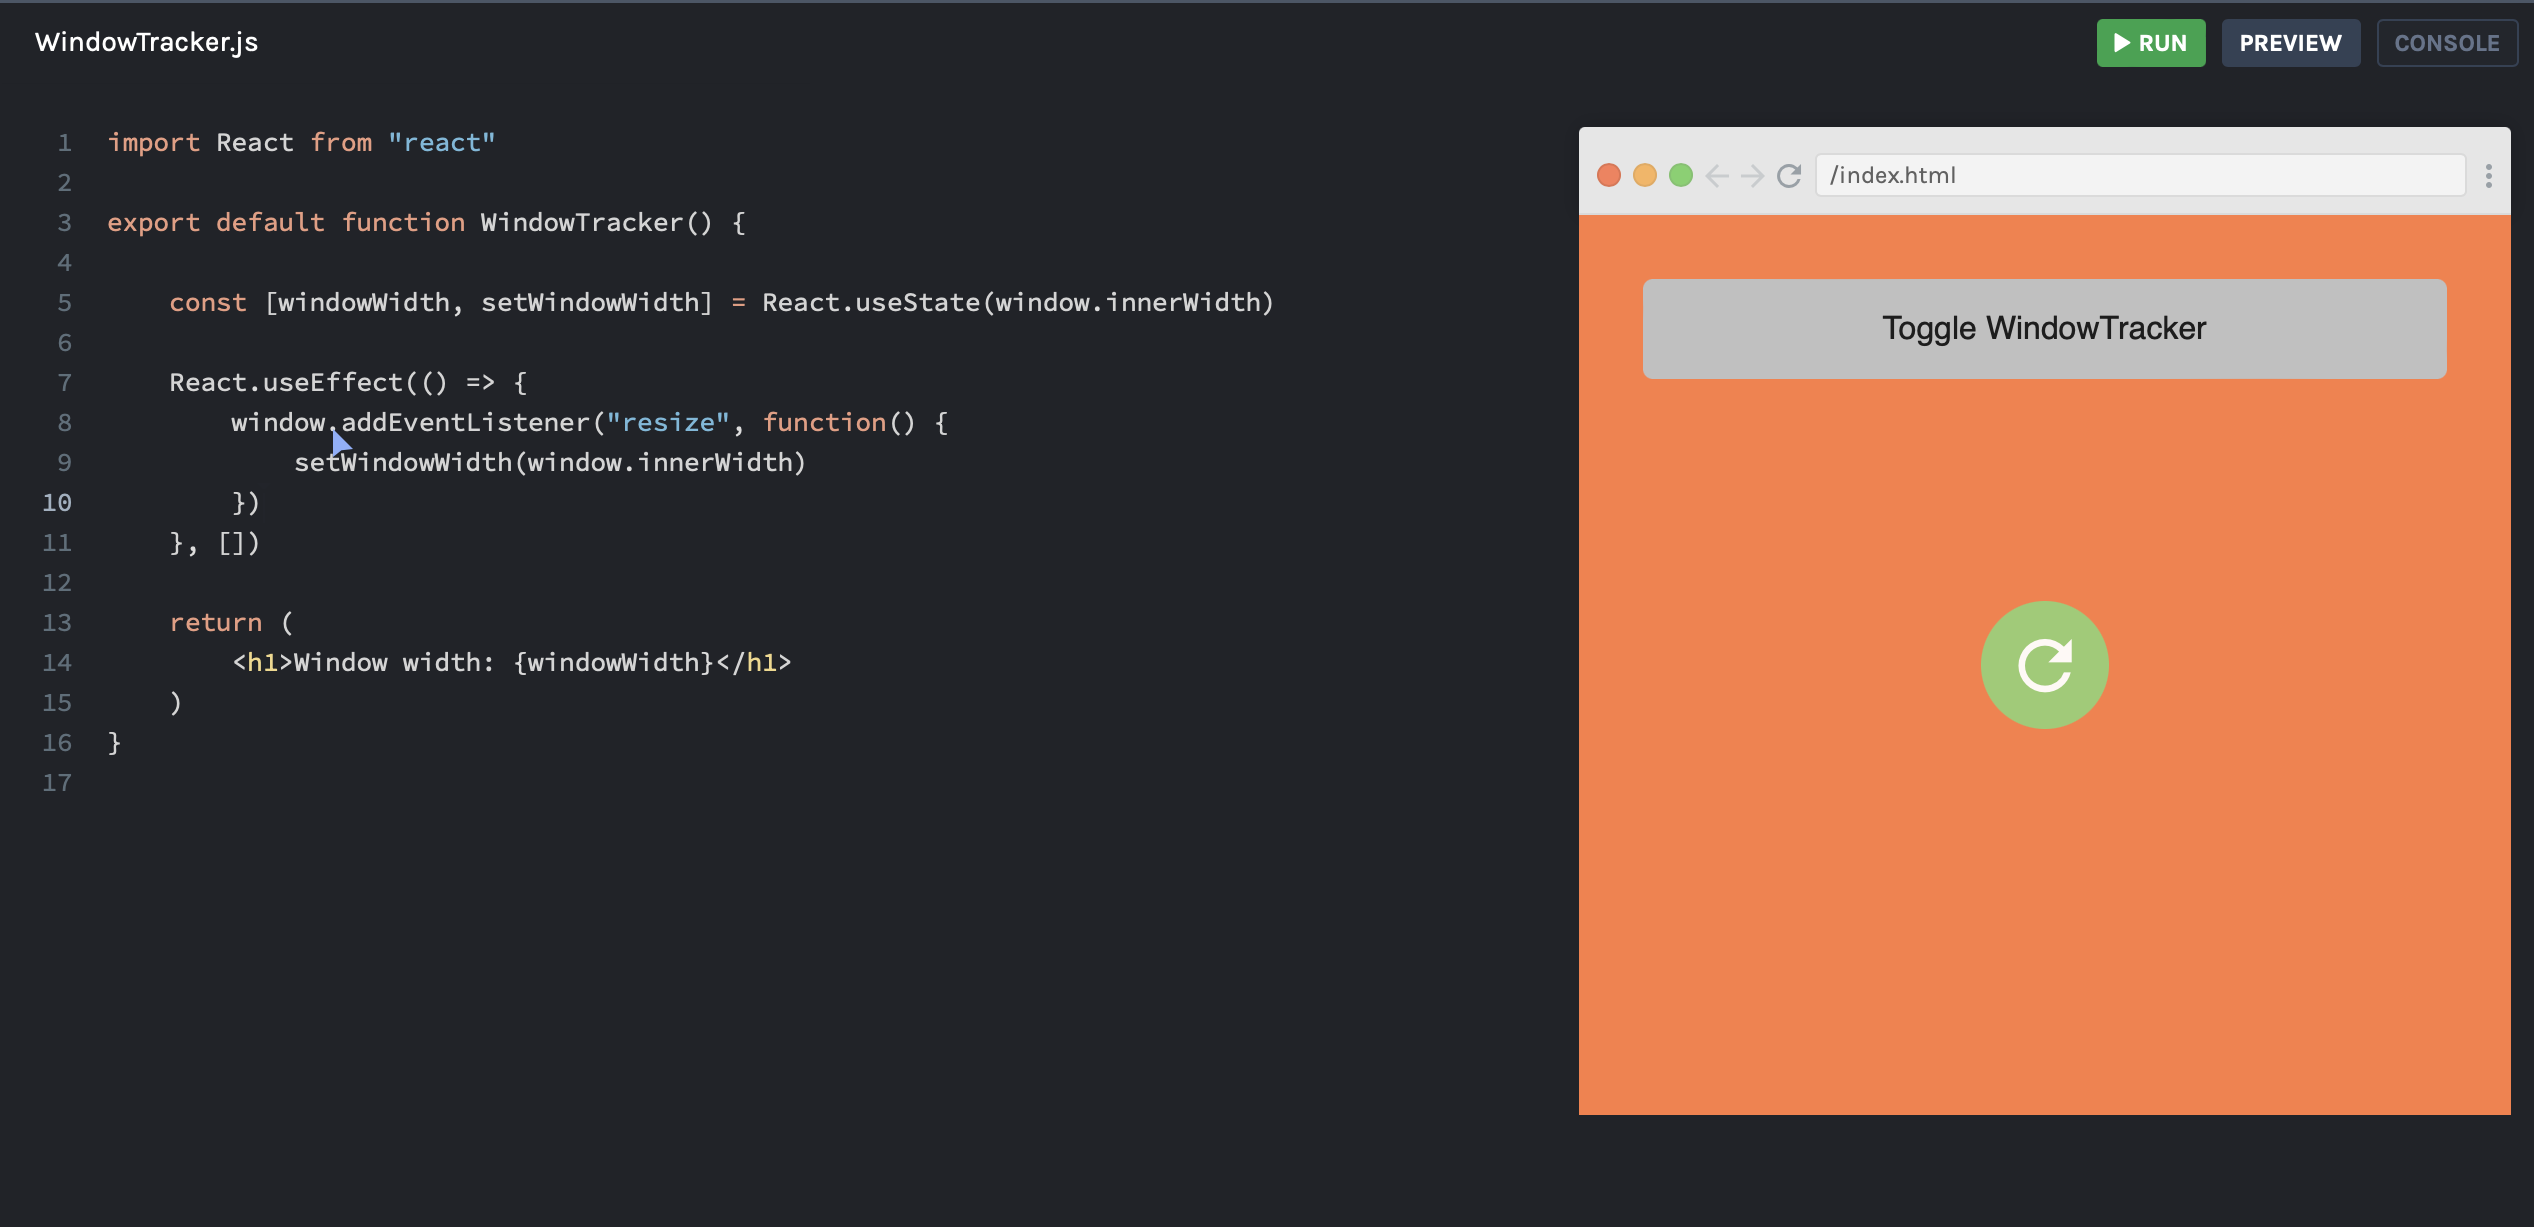 WindowTracker.js
RUN
PREVIEW
CONSOLE
1 import React from "react"
2
3 export default function WindowTracker() {
4
5     const [windowWidth, setWindowWidth] = React.useState(window.innerWidth)
6
7     React.useEffect(() => {
8         window.addEventListener("resize", function() {
9             setWindowWidth(window.innerWidth)
10         })
11     }, [])
12
13     return (
14         <h1>Window width: {windowWidth}</h1>
15     )
16 }
17
/index.html
Toggle WindowTracker